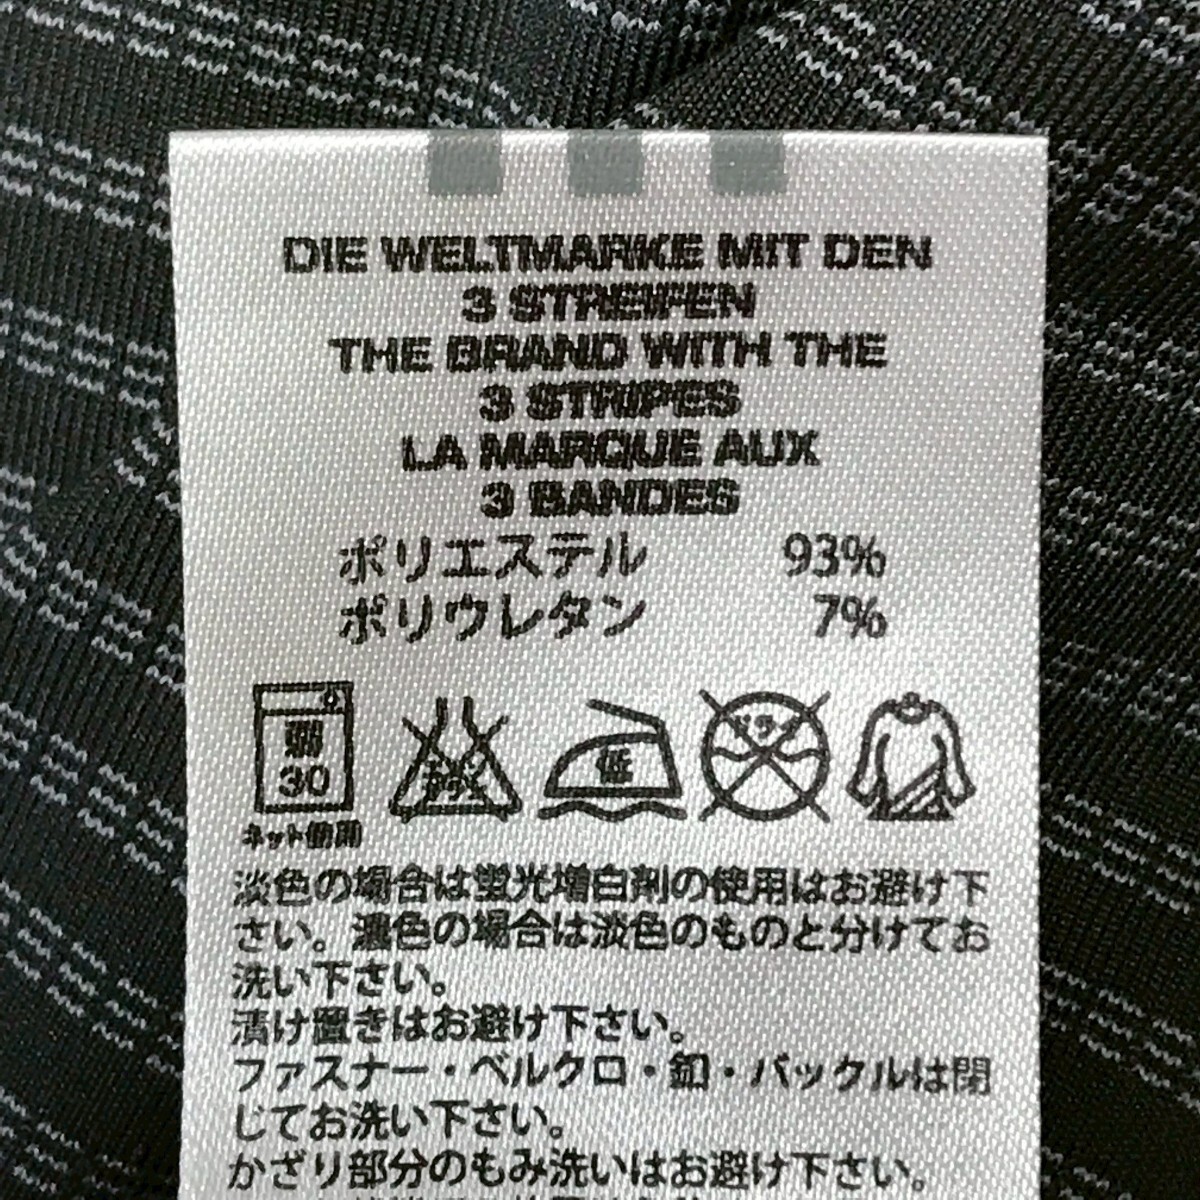 DIE WELTMARKE MIT DEN
3 STREIFEN
THE BRAND WITH THE
3 STRIPES
LA MARQUE AUX
3 BANDES
ポリエステル 93%
ポリウレタン 7%
弱
30
ネット使用
低
ドライ
淡色の場合は蛍光増白剤の使用はお避け下
さい。濃色の場合は淡色のものと分けてお
洗い下さい。
漬け置きはお避け下さい。
ファスナー・ベルクロ・釦・バックルは閉
じてお洗い下さい。
かざり部分のもみ洗いはお避け下さい。